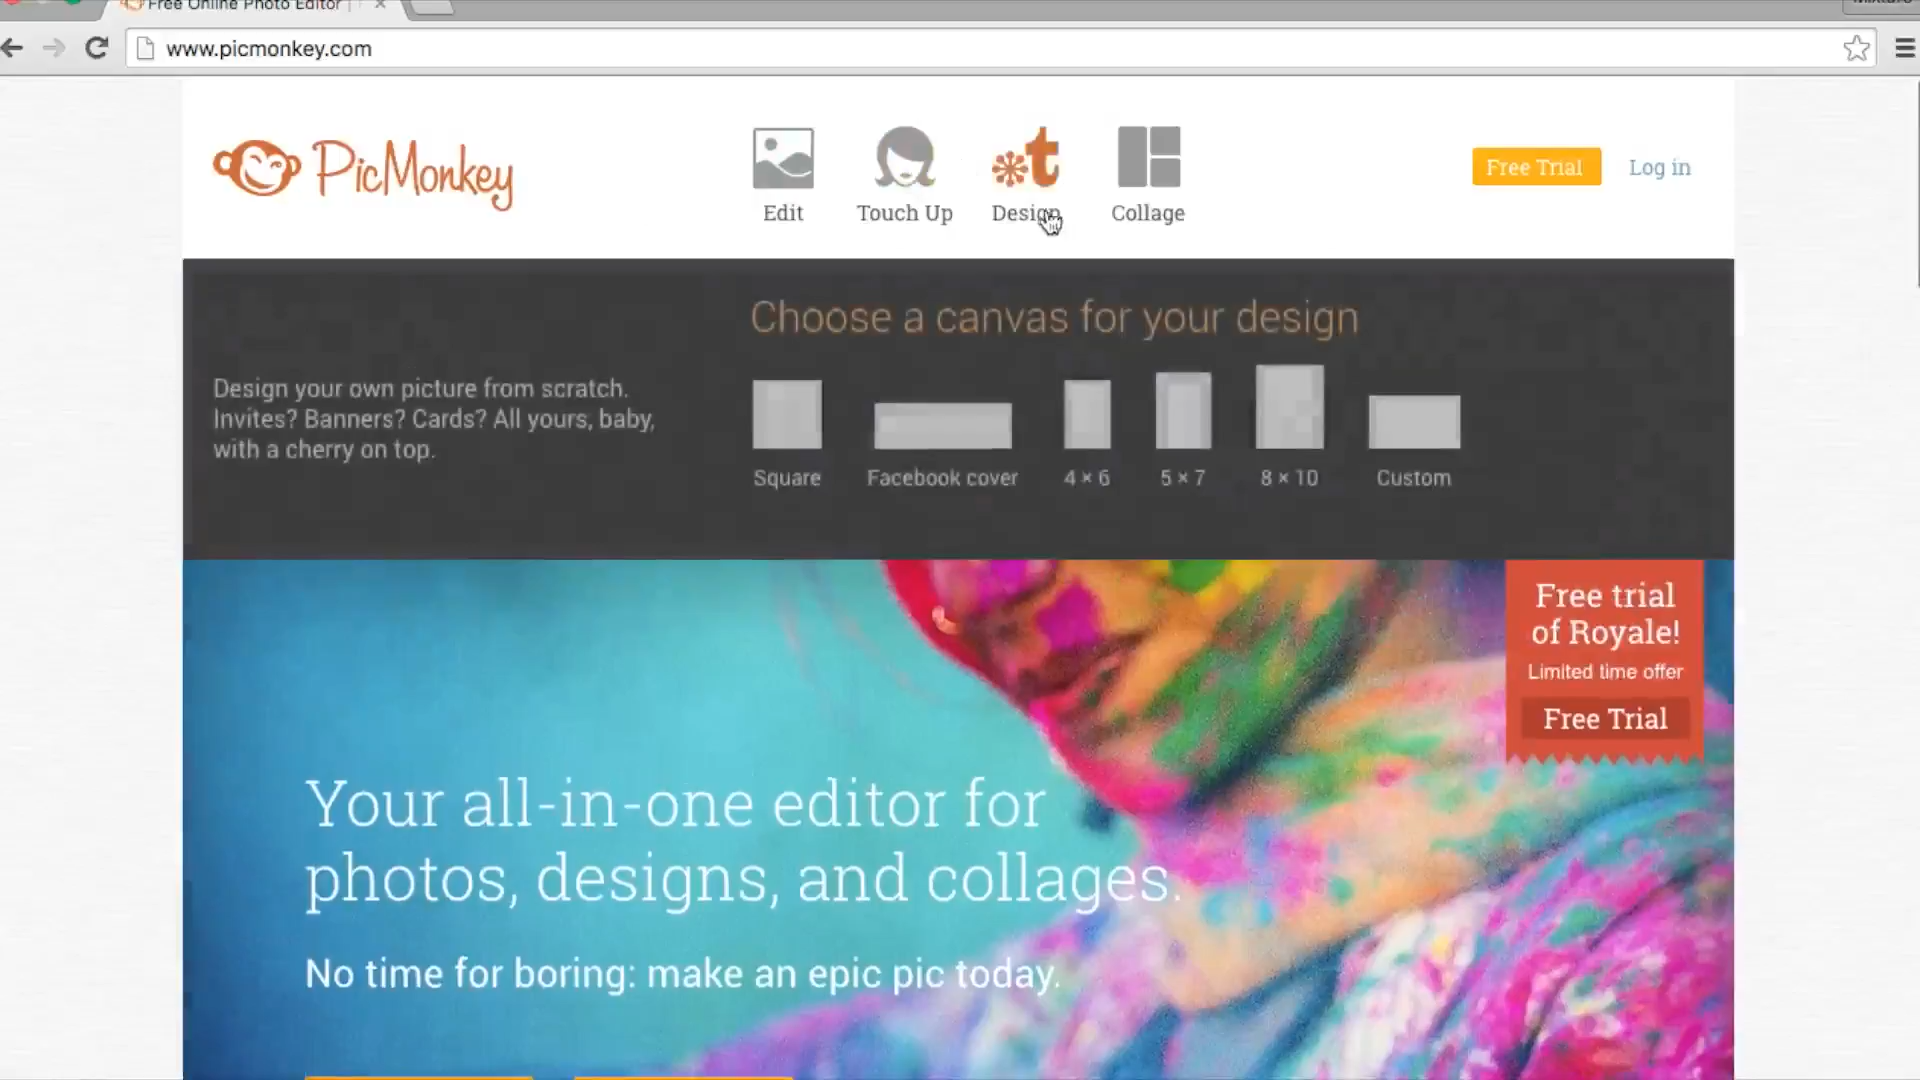 Free Online Photo Editor
www.picmonkey.com
PicMonkey
Edit
Touch Up
Design
Collage
Free Trial
Log in
Choose a canvas for your design
Design your own picture from scratch.
Invites? Banners? Cards? All yours, baby,
with a cherry on top.
Square
Facebook cover
4 × 6
5 × 7
8 × 10
Custom
Free trial
of Royale!
Limited time offer
Free Trial
Your all-in-one editor for
photos, designs, and collages.
No time for boring: make an epic pic today.